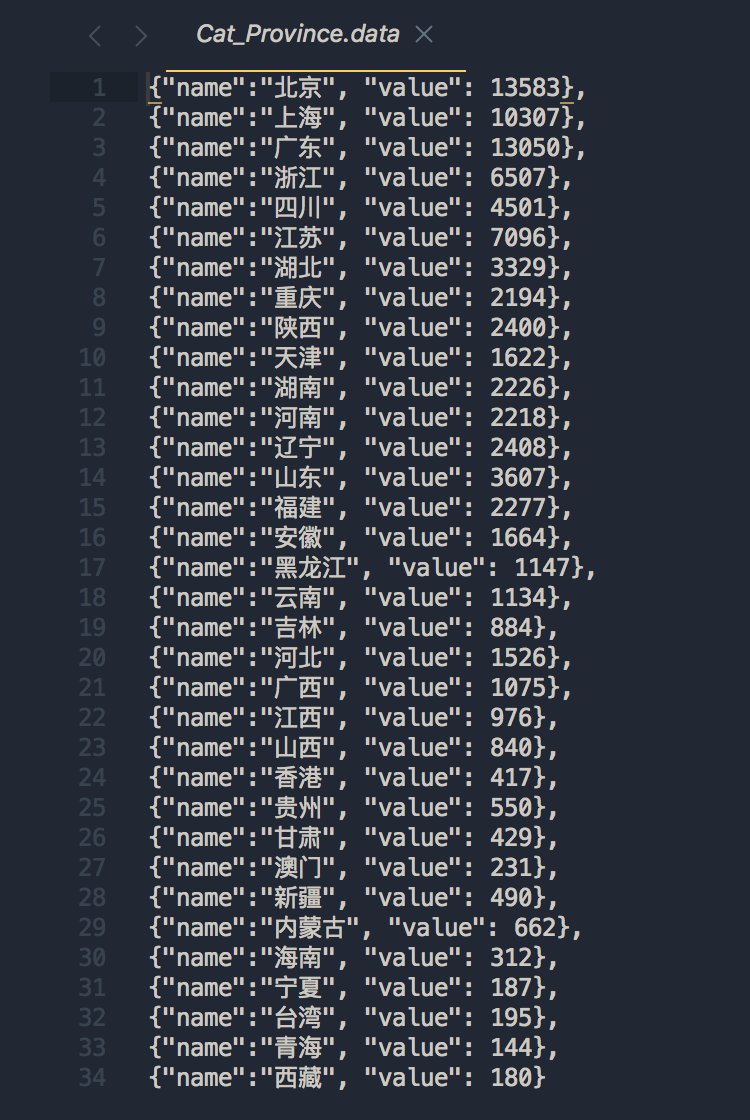 Cat_Province.data
1 {"name":"北京", "value": 13583},
2 {"name":"上海", "value": 10307},
3 {"name":"广东", "value": 13050},
4 {"name":"浙江", "value": 6507},
5 {"name":"四川", "value": 4501},
6 {"name":"江苏", "value": 7096},
7 {"name":"湖北", "value": 3329},
8 {"name":"重庆", "value": 2194},
9 {"name":"陕西", "value": 2400},
10 {"name":"天津", "value": 1622},
11 {"name":"湖南", "value": 2226},
12 {"name":"河南", "value": 2218},
13 {"name":"辽宁", "value": 2408},
14 {"name":"山东", "value": 3607},
15 {"name":"福建", "value": 2277},
16 {"name":"安徽", "value": 1664},
17 {"name":"黑龙江", "value": 1147},
18 {"name":"云南", "value": 1134},
19 {"name":"吉林", "value": 884},
20 {"name":"河北", "value": 1526},
21 {"name":"广西", "value": 1075},
22 {"name":"江西", "value": 976},
23 {"name":"山西", "value": 840},
24 {"name":"香港", "value": 417},
25 {"name":"贵州", "value": 550},
26 {"name":"甘肃", "value": 429},
27 {"name":"澳门", "value": 231},
28 {"name":"新疆", "value": 490},
29 {"name":"内蒙古", "value": 662},
30 {"name":"海南", "value": 312},
31 {"name":"宁夏", "value": 187},
32 {"name":"台湾", "value": 195},
33 {"name":"青海", "value": 144},
34 {"name":"西藏", "value": 180}